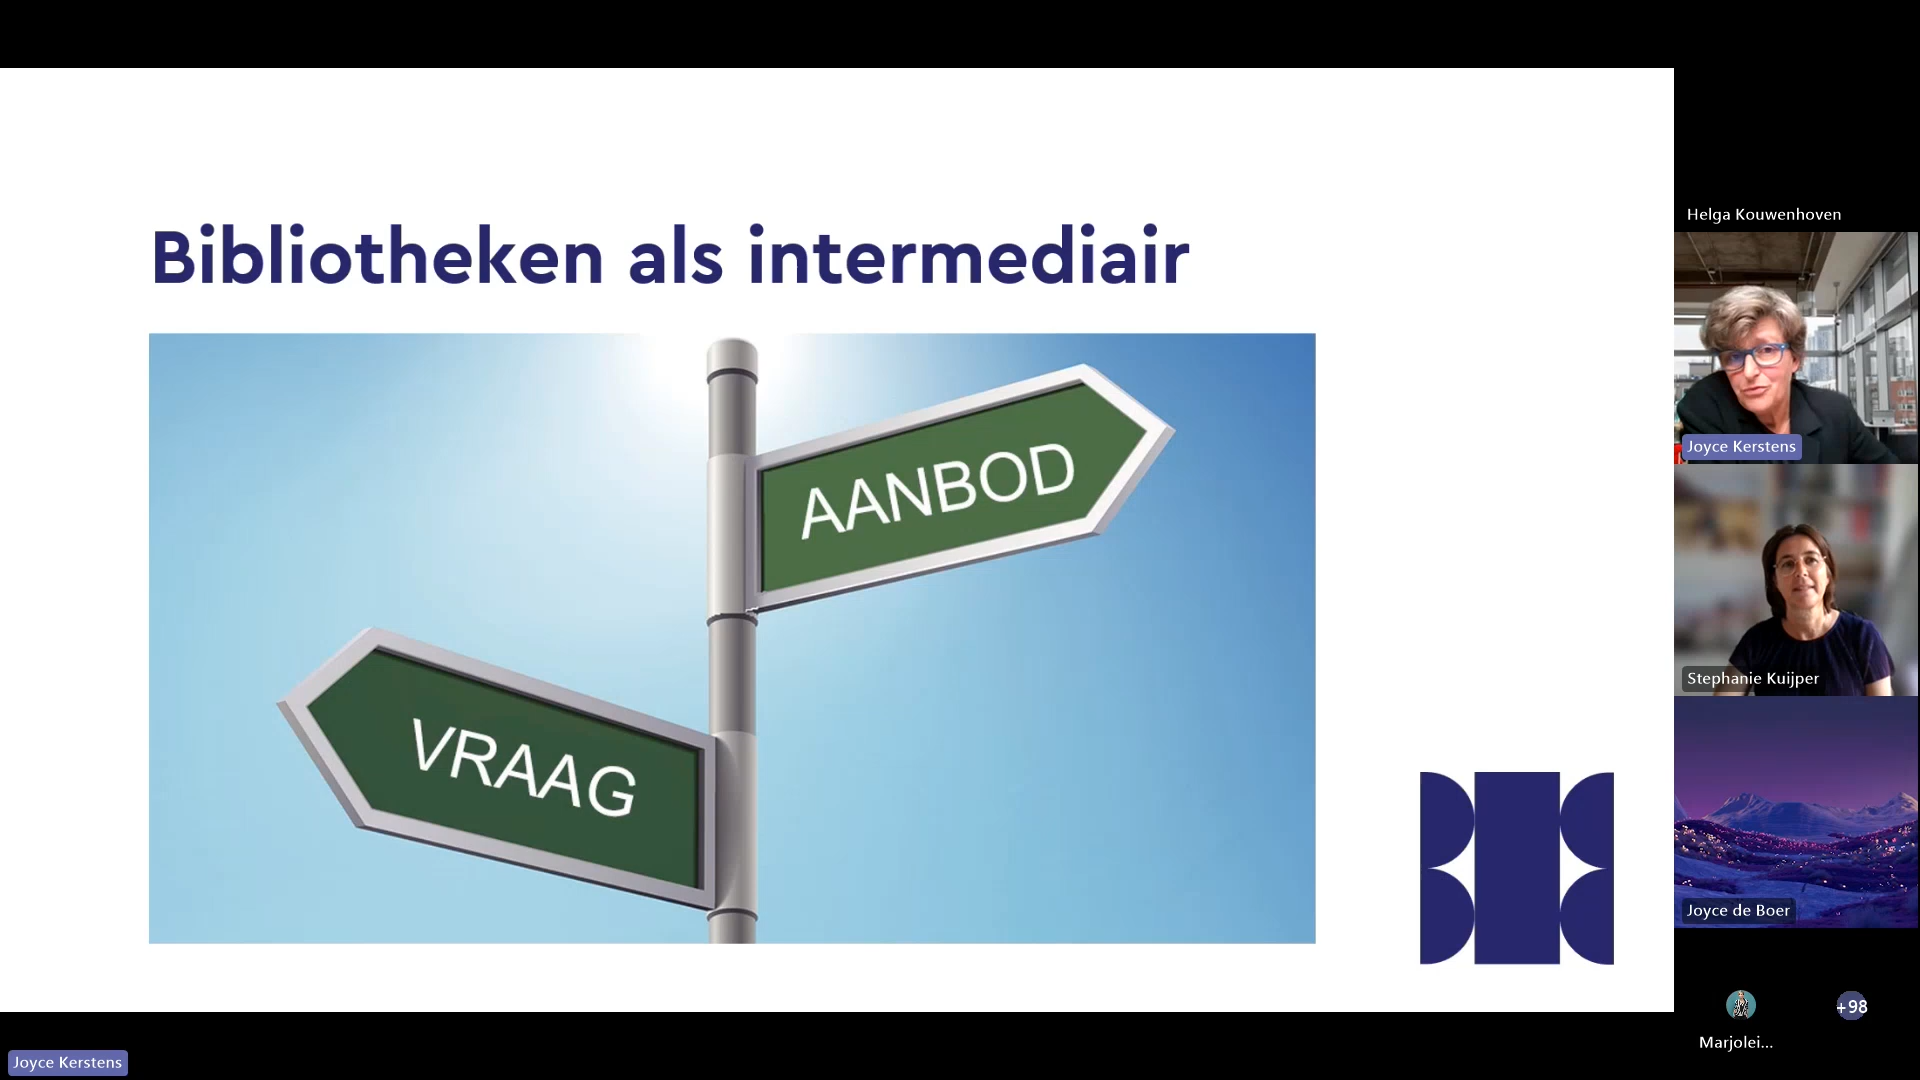 Bibliotheken als intermediair
AANBOD
VRAAG
Helga Kouwenhoven
Joyce Kerstens
Stephanie Kuijper
Joyce de Boer
+98
Marjolei...
Joyce Kerstens